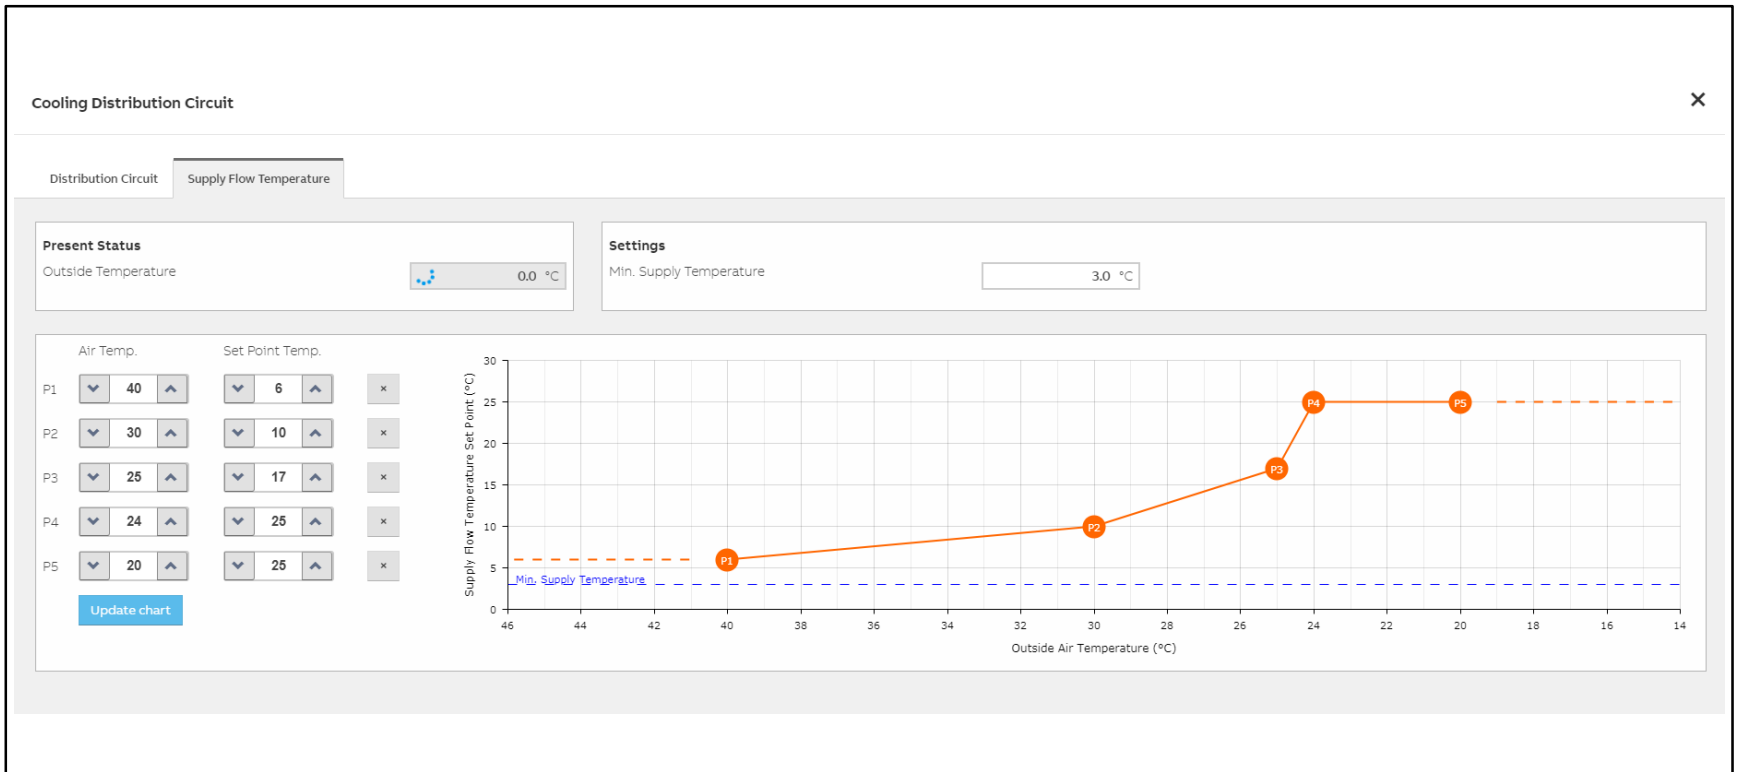 Cooling Distribution Circuit
Distribution Circuit
Supply Flow Temperature
Present Status
Outside Temperature
0.0 °C
Settings
Min. Supply Temperature
3.0 °C
Air Temp.
Set Point Temp.
P1 40 6 ×
P2 30 10 ×
P3 25 17 ×
P4 24 25 ×
P5 20 25 ×
Update chart
Supply Flow Temperature Set Point (°C)
30
25
20
15
10
5
0
P1
P2
P3
P4
P5
Min. Supply Temperature
46 44 42 40 38 36 34 32 30 28 26 24 22 20 18 16 14
Outside Air Temperature (°C)